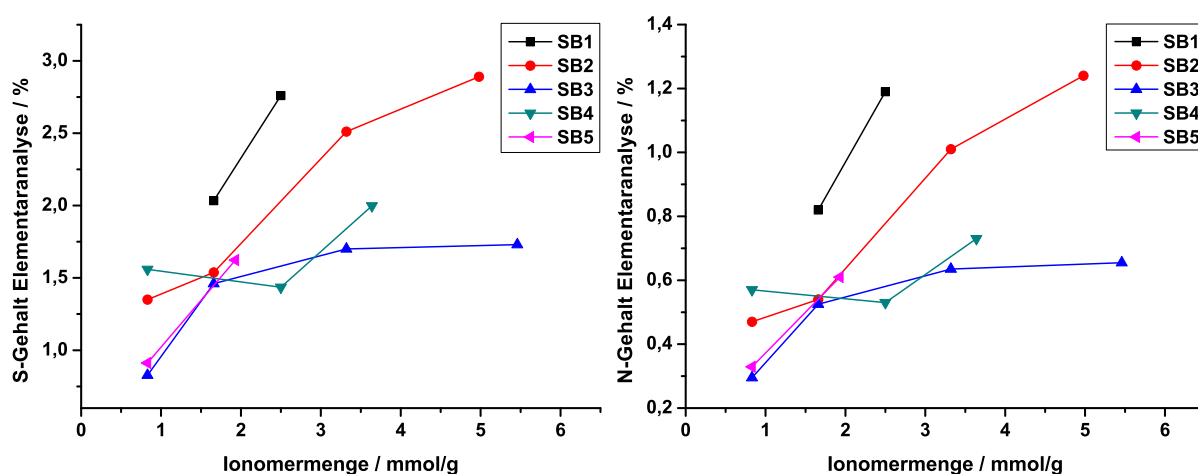 S-Gehalt Elementaranalyse / %
3,0
2,5
2,0
1,5
1,0
0
1
2
3
4
5
6
Ionomermenge / mmol/g
SB1
SB2
SB3
SB4
SB5
N-Gehalt Elementaranalyse / %
1,4
1,2
1,0
0,8
0,6
0,4
0,2
0
1
2
3
4
5
6
Ionomermenge / mmol/g
SB1
SB2
SB3
SB4
SB5